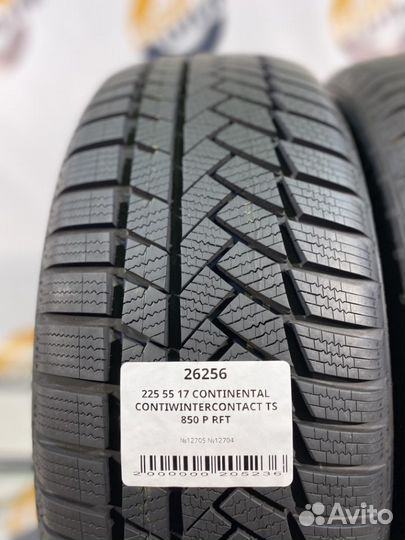 26256
225 55 17 CONTINENTAL
CONTIWINTERCONTACT TS
850 P RFT
№12705 №12704
2000000205236
Avito